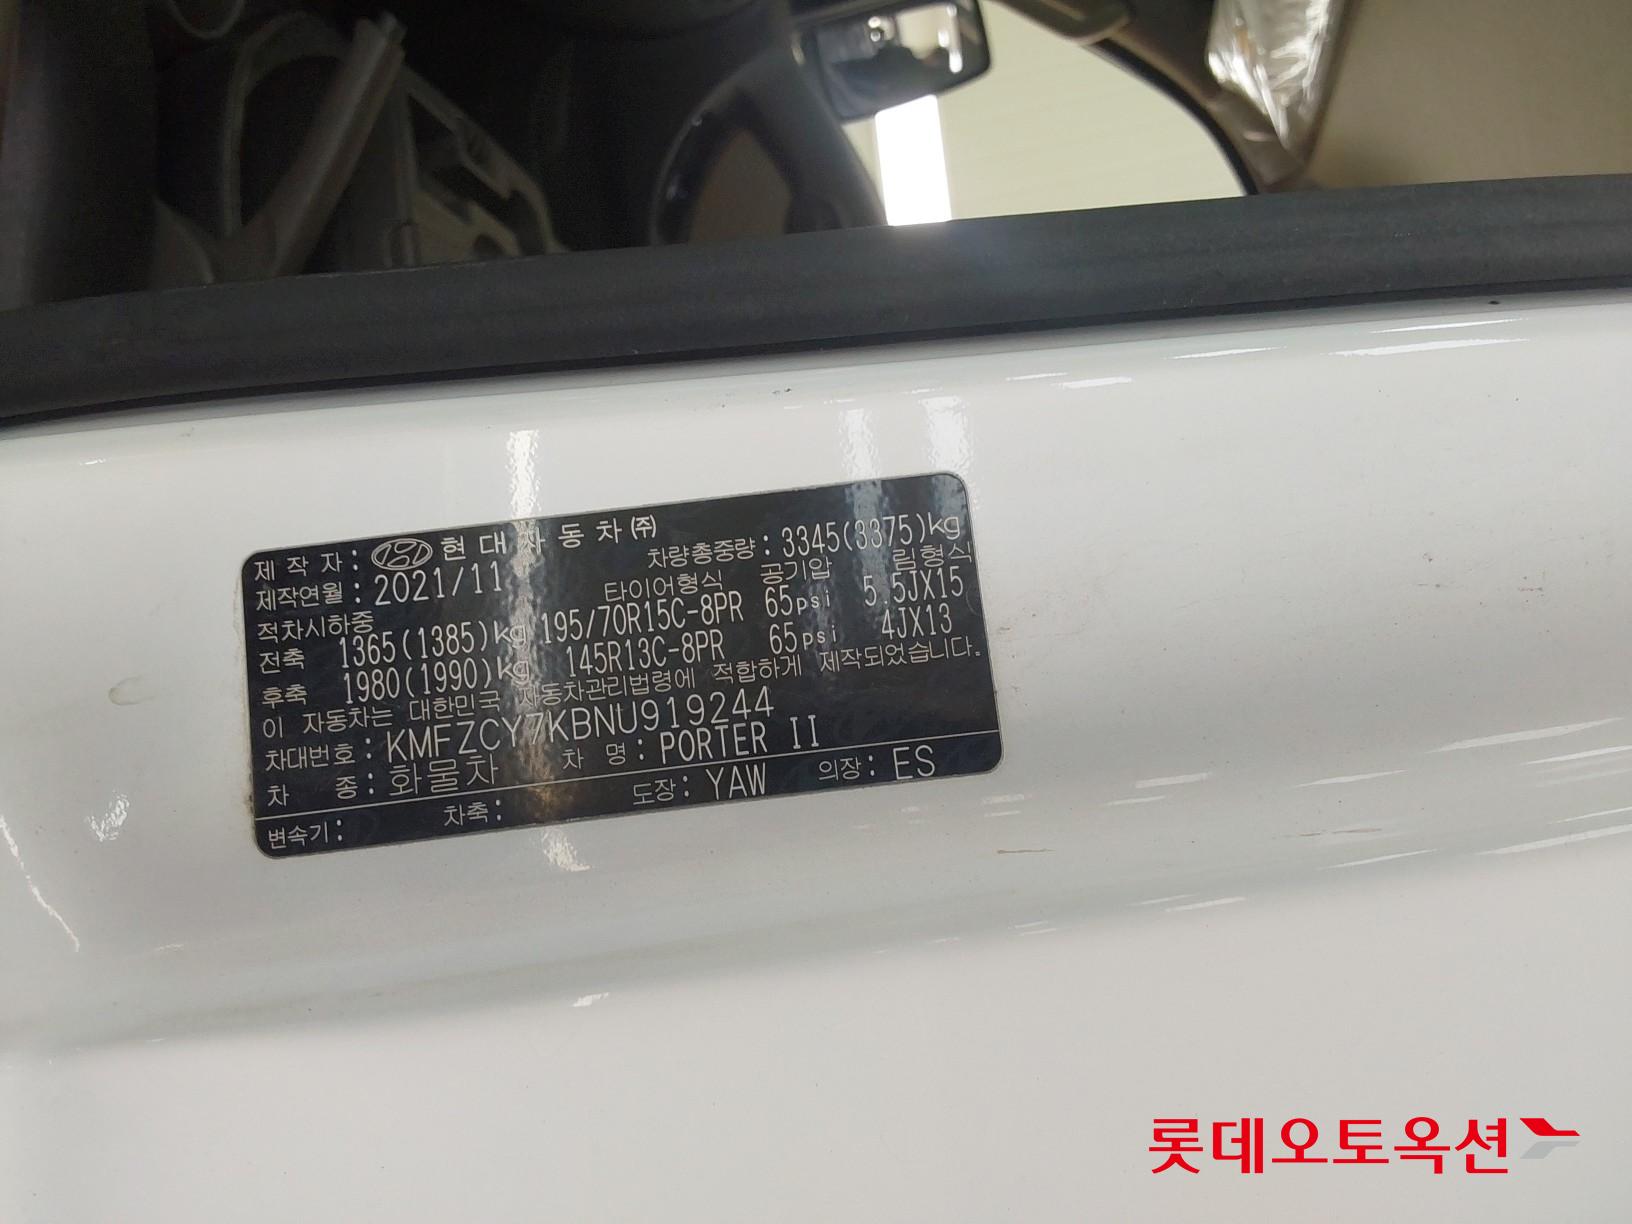 제 작 자 : 현 대 자 동 차 ㈜
제작연월 : 2021/11 차량총중량 : 3345(3375)kg
적차시하중 타이어형식 공기압 림형식
전축 1365(1385)kg 195/70R15C-8PR 65psi 5.5JX15
후축 1980(1990)kg 145R13C-8PR 65psi 4JX13
이 자동차는 대한민국 자동차관리법령에 적합하게 제작되었습니다.
차대번호 : KMFZCY7KBNU919244
차 종 : 화물차 차 명 : PORTER II
변속기 : 차축 : 도장 : YAW 의장 : ES
롯데오토옥션